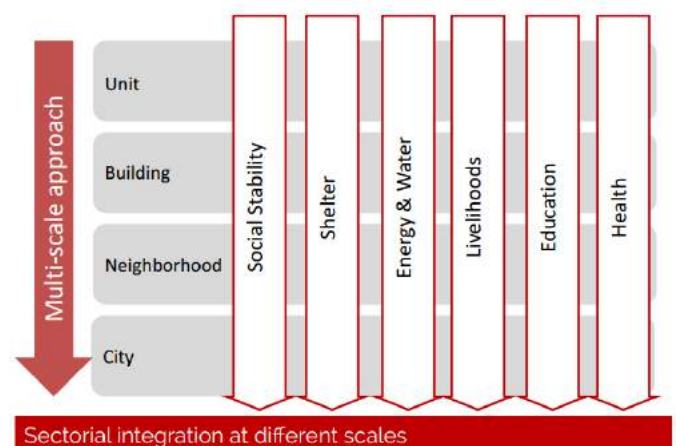 Multi-scale approach
Unit
Building
Neighborhood
City
Social Stability
Shelter
Energy & Water
Livelihoods
Education
Health
Sectorial integration at different scales